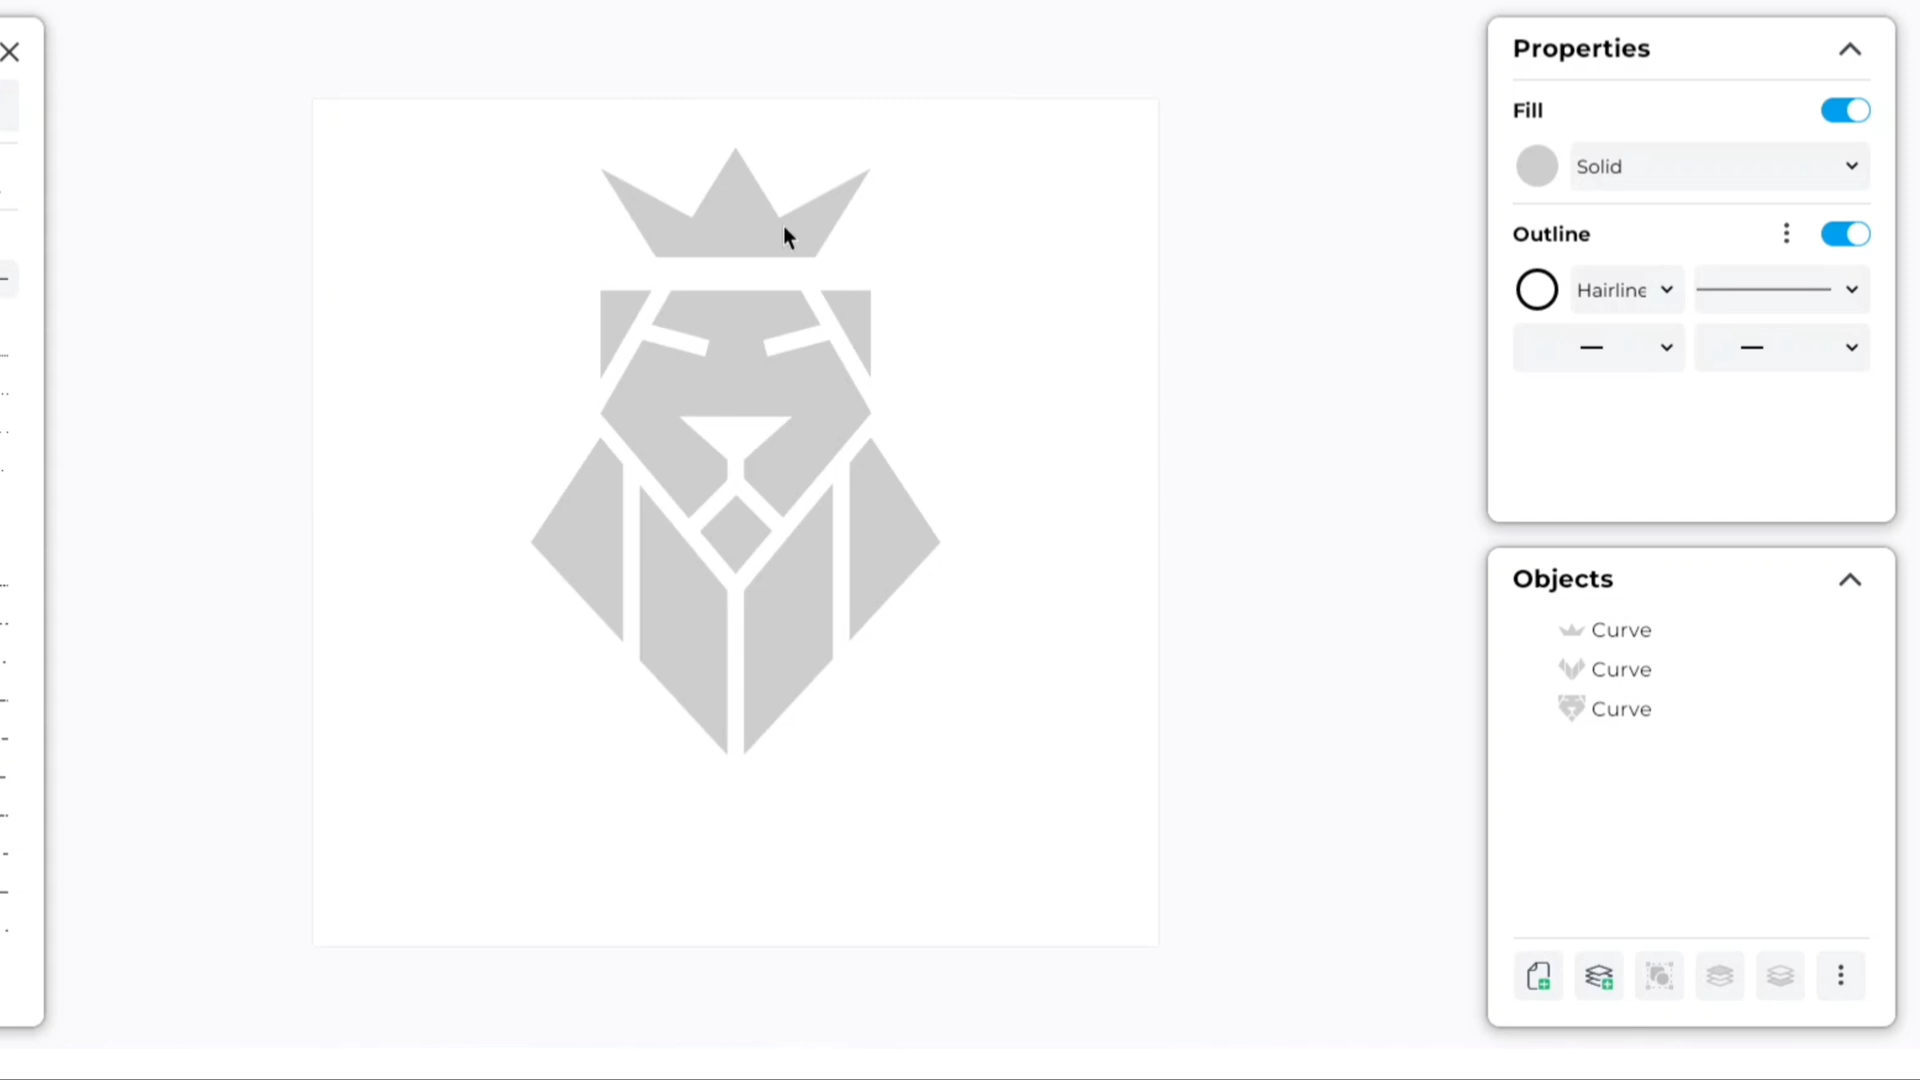 Properties
Fill
Solid
Outline
Hairline
Objects
Curve
Curve
Curve